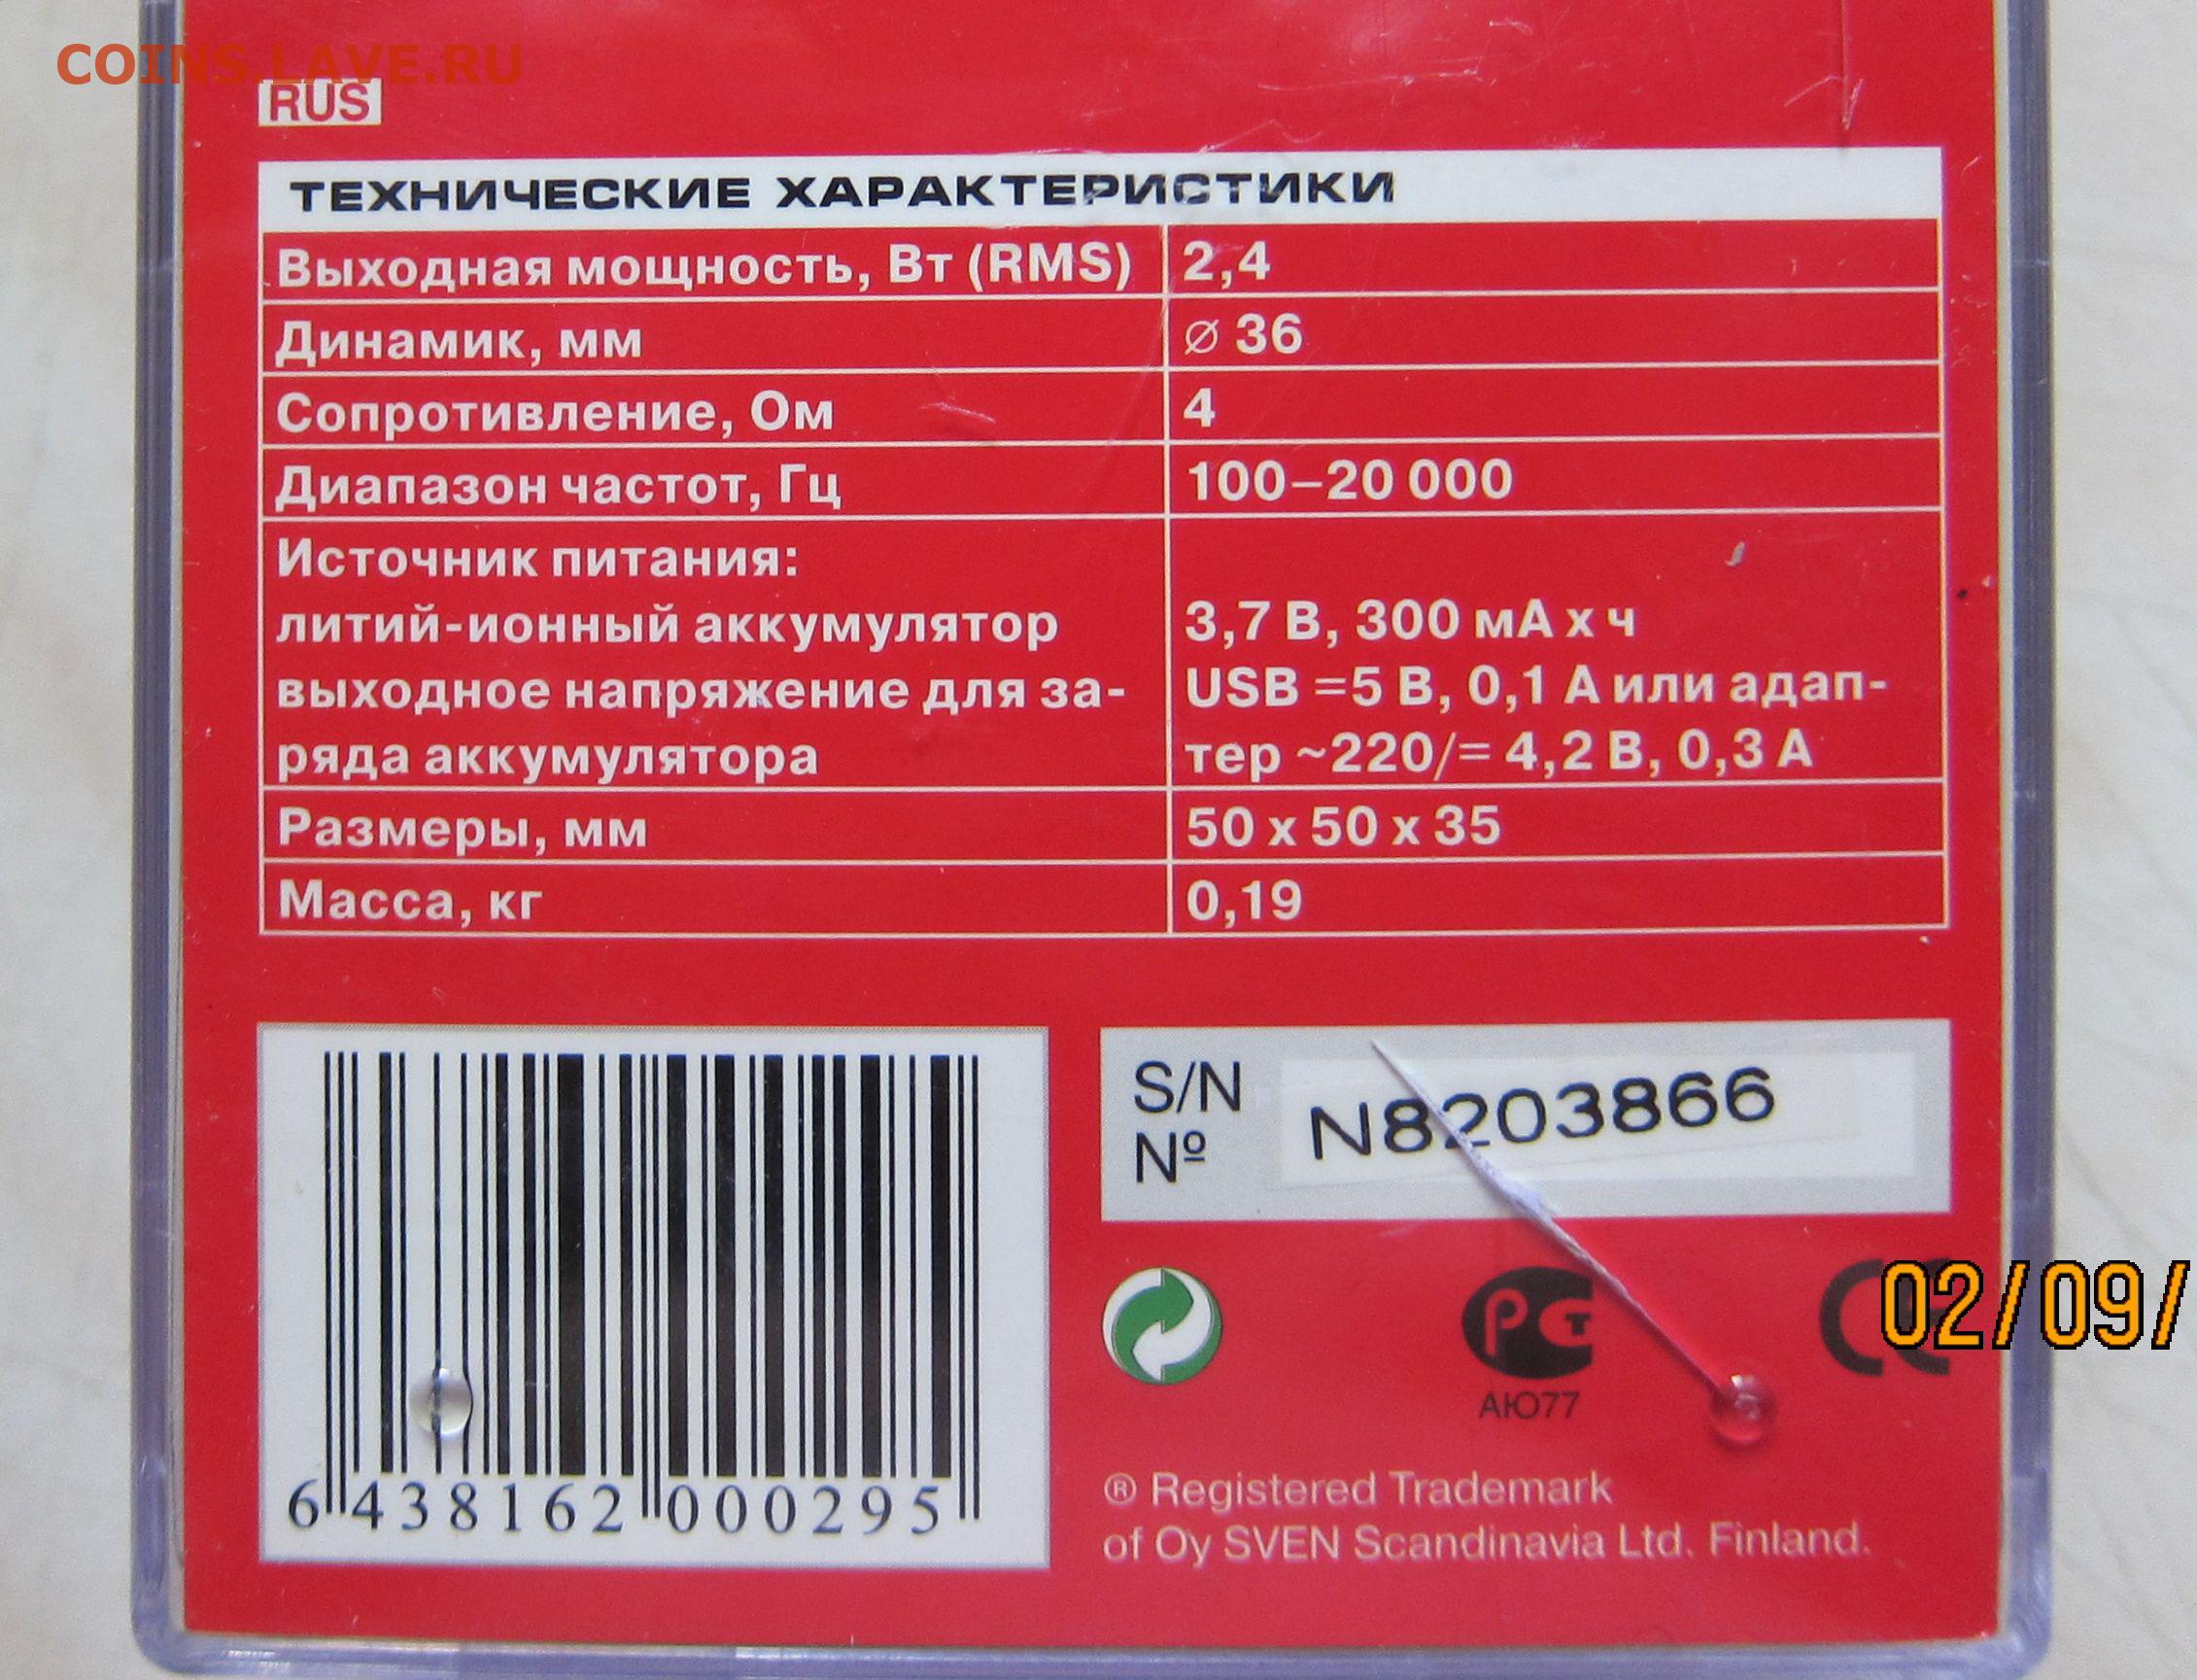 COINS.LAVE.RU
RUS
ТЕХНИЧЕСКИЕ ХАРАКТЕРИСТИКИ
Выходная мощность, Вт (RMS) 2,4
Динамик, мм ⌀ 36
Сопротивление, Ом 4
Диапазон частот, Гц 100–20 000
Источник питания:
литий-ионный аккумулятор 3,7 В, 300 мА х ч
выходное напряжение для за- USB =5 В, 0,1 А или адап-
ряда аккумулятора тер ~220/= 4,2 В, 0,3 А
Размеры, мм 50 х 50 х 35
Масса, кг 0,19
S/N N8203866
Nº
РСТ CE 02/09/
АЮ77
6 438162 000295
® Registered Trademark
of Oy SVEN Scandinavia Ltd. Finland.